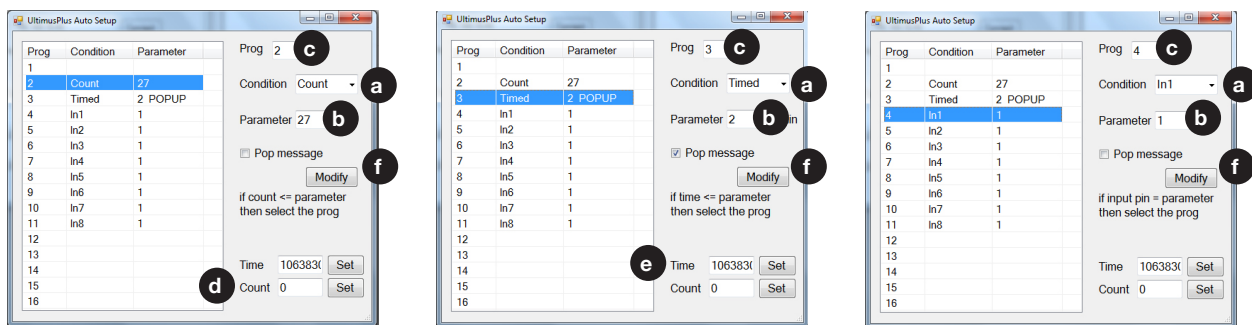 UltimusPlus Auto Setup
Prog Condition Parameter
1
2 Count 27
3 Timed 2 POPUP
4 In1 1
5 In2 1
6 In3 1
7 In4 1
8 In5 1
9 In6 1
10 In7 1
11 In8 1
12
13
14
15
16
Prog 2 c
Condition Count a
Parameter 27 b
Pop message
f
Modify
if count <= parameter
then select the prog
Time 1063830 Set
d Count 0 Set
UltimusPlus Auto Setup
Prog Condition Parameter
1
2 Count 27
3 Timed 2 POPUP
4 In1 1
5 In2 1
6 In3 1
7 In4 1
8 In5 1
9 In6 1
10 In7 1
11 In8 1
12
13
14
15
16
Prog 3 c
Condition Timed a
Parameter 2 b in
Pop message
f
Modify
if time <= parameter
then select the prog
e Time 1063830 Set
Count 0 Set
UltimusPlus Auto Setup
Prog Condition Parameter
1
2 Count 27
3 Timed 2 POPUP
4 In1 1
5 In2 1
6 In3 1
7 In4 1
8 In5 1
9 In6 1
10 In7 1
11 In8 1
12
13
14
15
16
Prog 4 c
Condition In1 a
Parameter 1 b
Pop message
f
Modify
if input pin = parameter
then select the prog
Time 1063830 Set
Count 0 Set